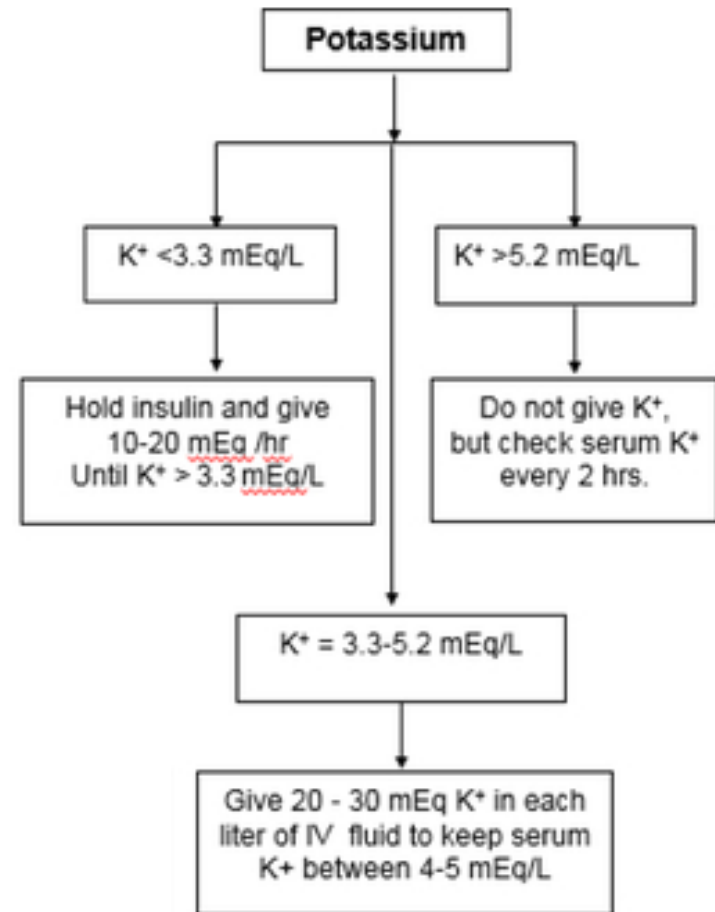 Potassium
K⁺ <3.3 mEq/L
K⁺ >5.2 mEq/L
Hold insulin and give
10-20 mEq /hr
Until K⁺ > 3.3 mEq/L
Do not give K⁺,
but check serum K⁺
every 2 hrs.
K⁺ = 3.3-5.2 mEq/L
Give 20 - 30 mEq K⁺ in each
liter of IV fluid to keep serum
K+ between 4-5 mEq/L